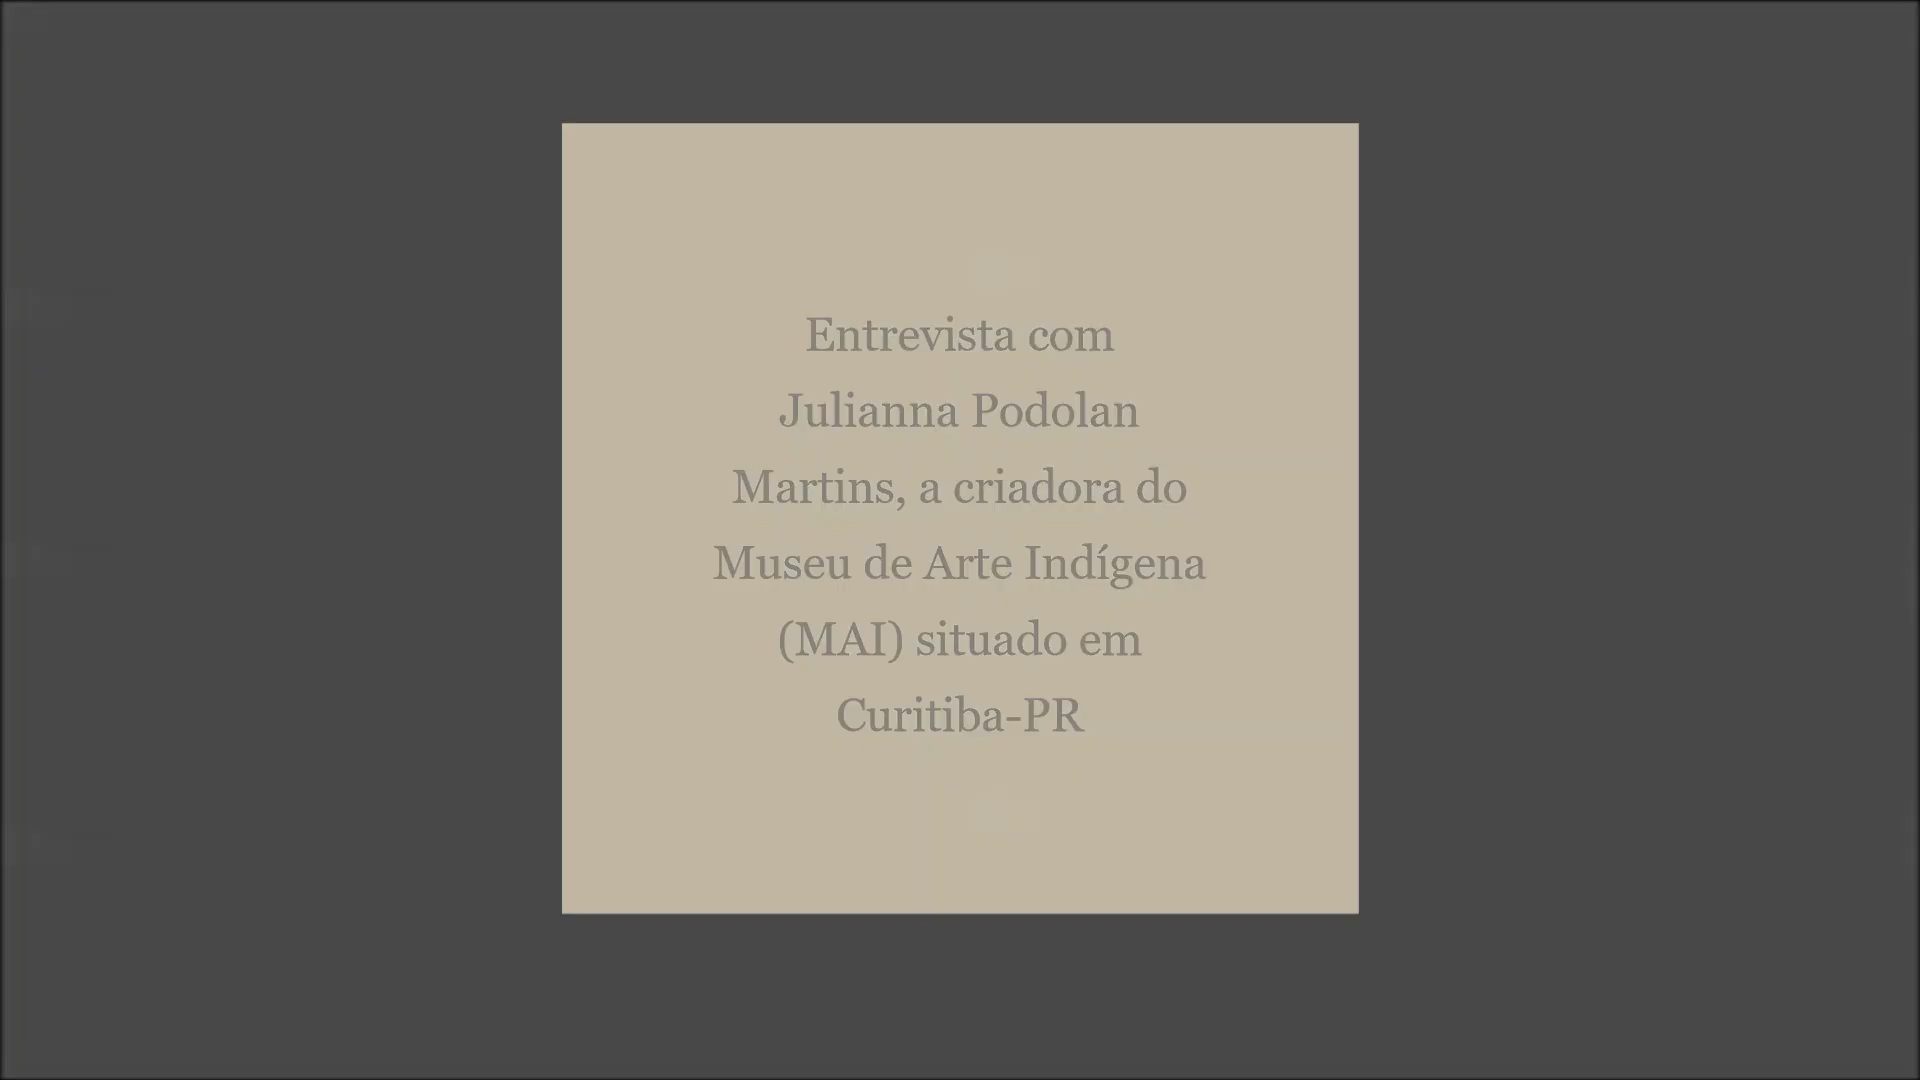 Entrevista com
Julianna Podolan
Martins, a criadora do
Museu de Arte Indígena
(MAI) situado em
Curitiba-PR